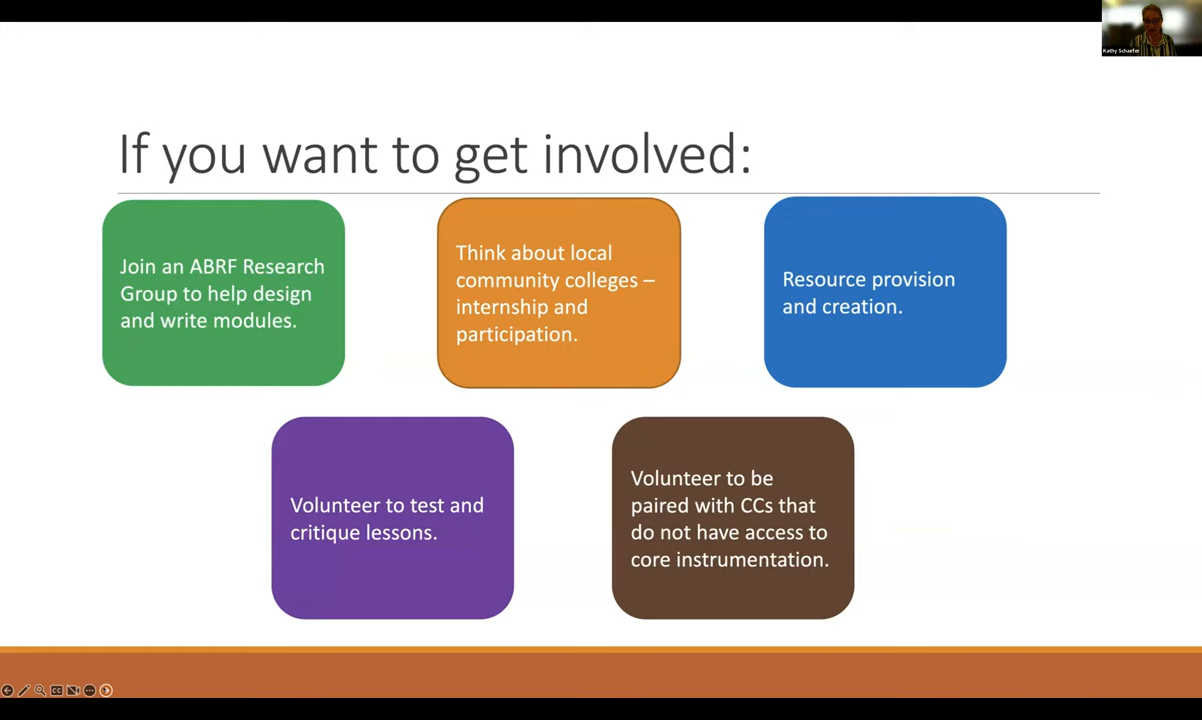 Kathy Schaefer
If you want to get involved:
Join an ABRF Research
Group to help design
and write modules.
Think about local
community colleges –
internship and
participation.
Resource provision
and creation.
Volunteer to test and
critique lessons.
Volunteer to be
paired with CCs that
do not have access to
core instrumentation.
CC